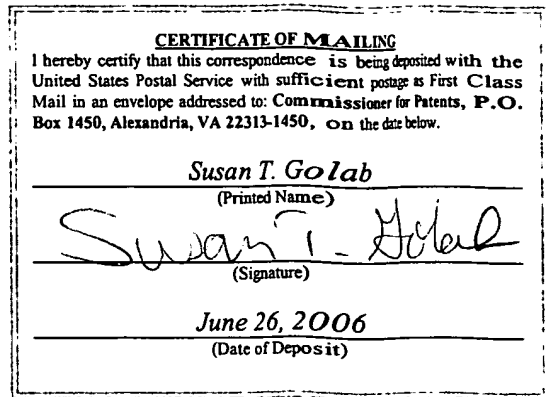 CERTIFICATE OF MAILING
I hereby certify that this correspondence is being deposited with the
United States Postal Service with sufficient postage as First Class
Mail in an envelope addressed to: Commissioner for Patents, P.O.
Box 1450, Alexandria, VA 22313-1450, on the date below.
Susan T. Golab
(Printed Name)
Susan T. Golab
(Signature)
June 26, 2006
(Date of Deposit)